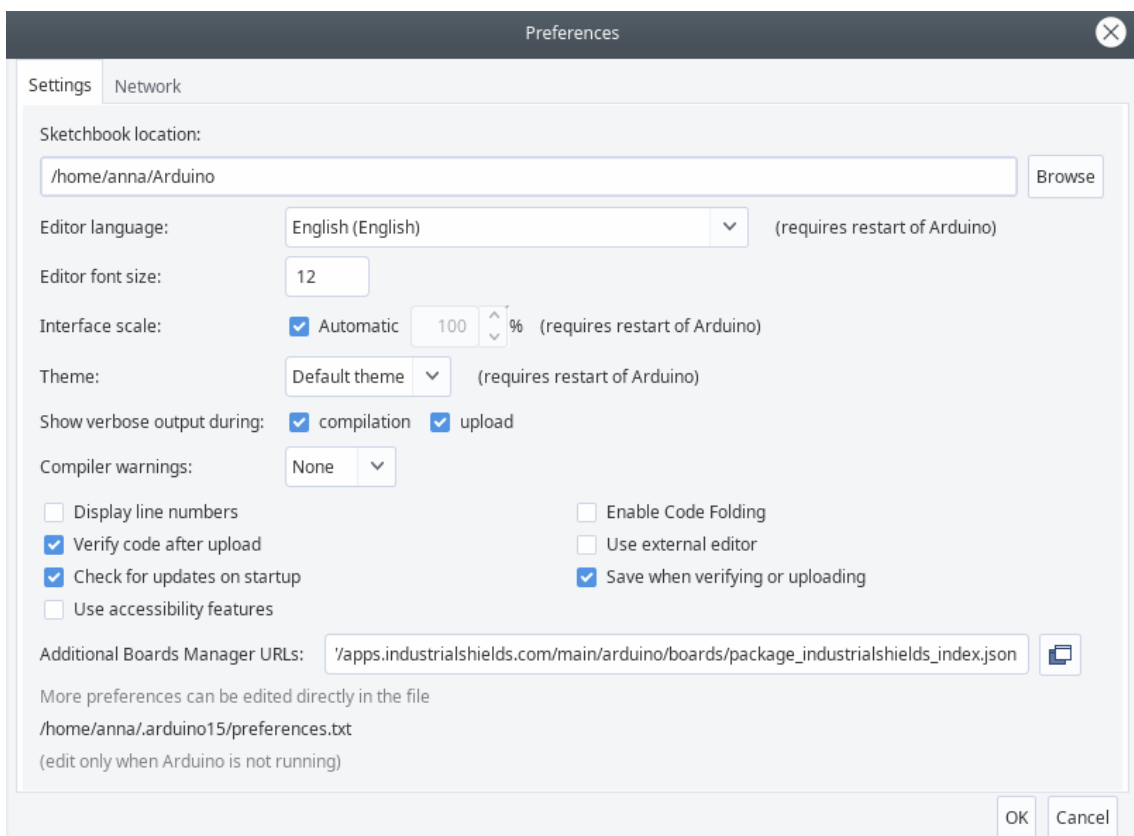 Preferences
Settings Network
Sketchbook location:
/home/anna/Arduino Browse
Editor language: English (English) (requires restart of Arduino)
Editor font size: 12
Interface scale: Automatic 100 % (requires restart of Arduino)
Theme: Default theme (requires restart of Arduino)
Show verbose output during: compilation upload
Compiler warnings: None
Display line numbers Enable Code Folding
Verify code after upload Use external editor
Check for updates on startup Save when verifying or uploading
Use accessibility features
Additional Boards Manager URLs: '/apps.industrialshields.com/main/arduino/boards/package_industrialshields_index.json
More preferences can be edited directly in the file
/home/anna/.arduino15/preferences.txt
(edit only when Arduino is not running)
OK Cancel